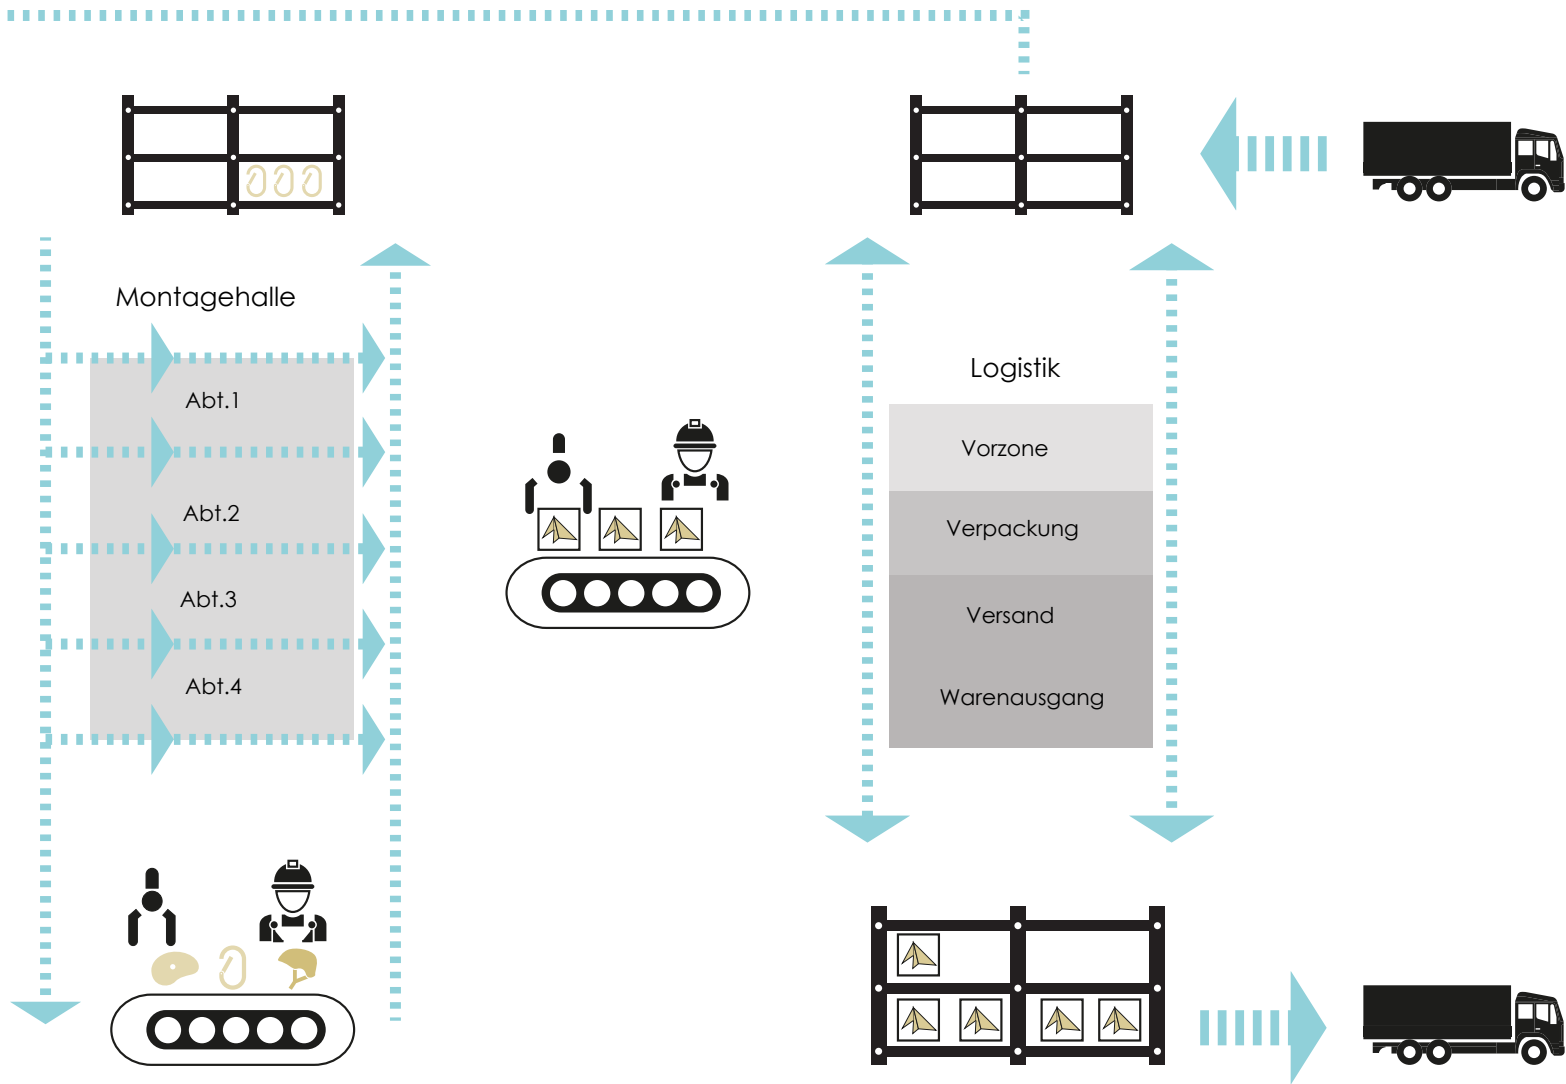 Montagehalle
Abt.1
Abt.2
Abt.3
Abt.4
Logistik
Vorzone
Verpackung
Versand
Warenausgang